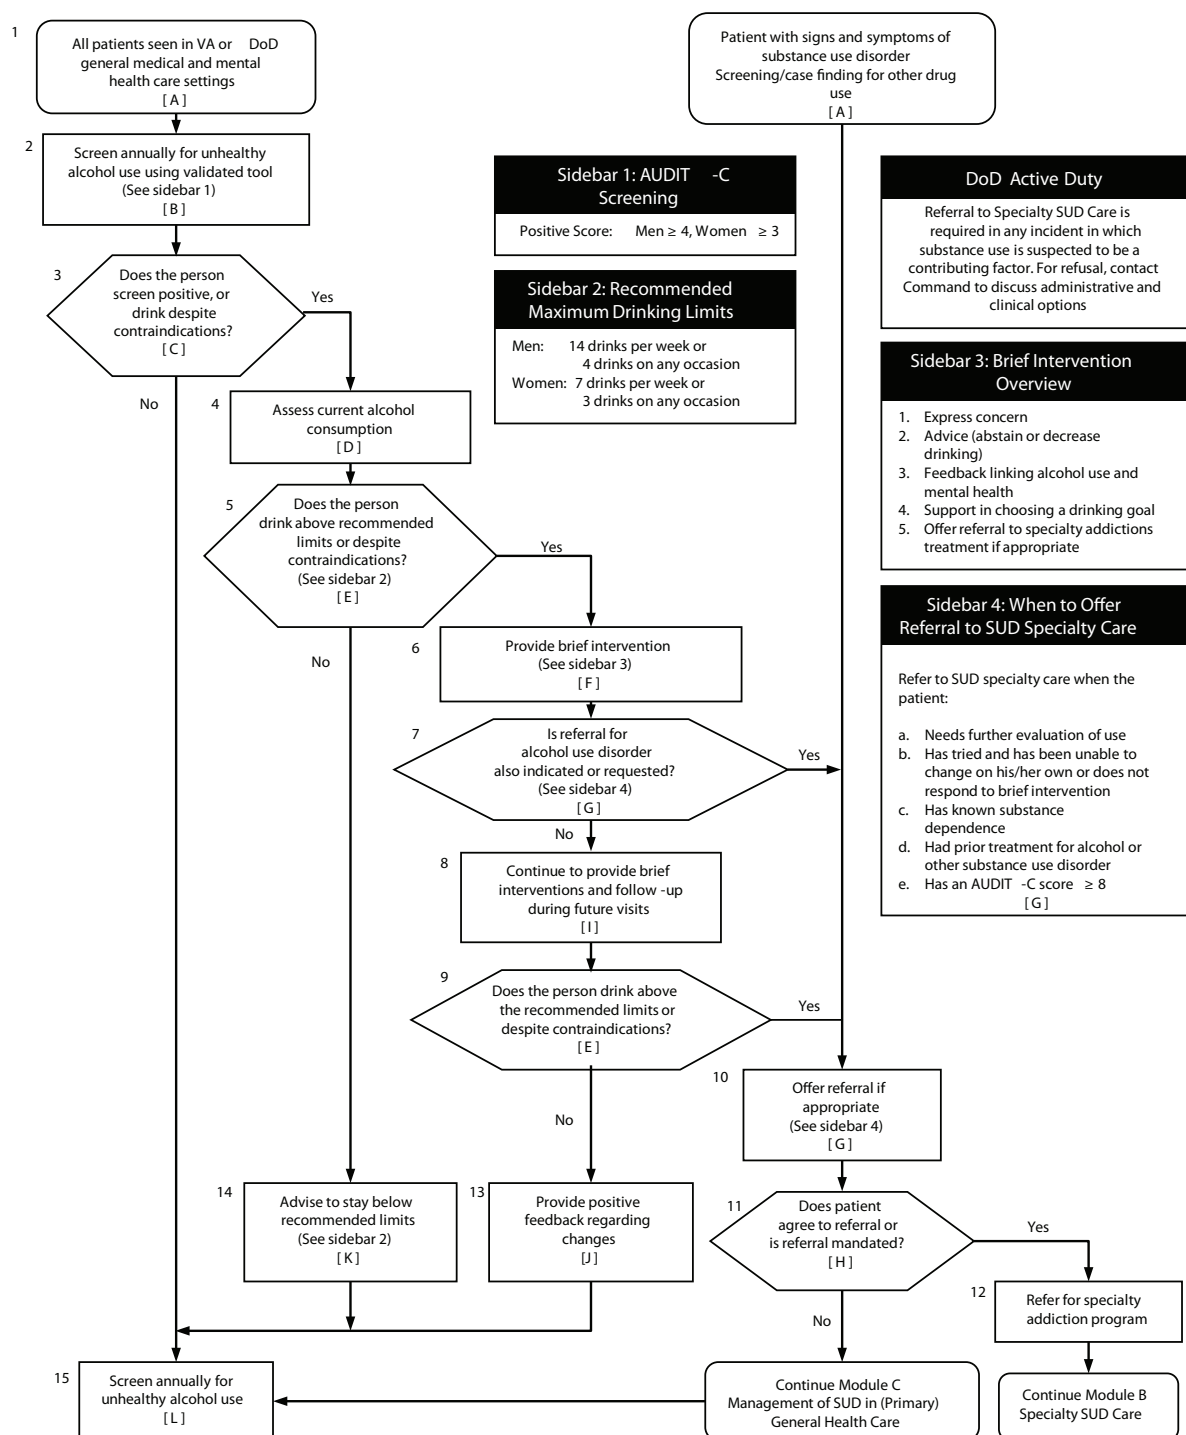 1
All patients seen in VA or DoD
general medical and mental
health care settings
[ A ]
Patient with signs and symptoms of
substance use disorder
Screening/case finding for other drug
use
[ A ]
2
Screen annually for unhealthy
alcohol use using validated tool
(See sidebar 1)
[ B ]
Sidebar 1: AUDIT -C
Screening
Positive Score: Men ≥ 4, Women ≥ 3
DoD Active Duty
Referral to Specialty SUD Care is
required in any incident in which
substance use is suspected to be a
contributing factor. For refusal, contact
Command to discuss administrative and
clinical options
3
Does the person
screen positive, or
drink despite
contraindications?
[ C ]
Yes
No
Sidebar 2: Recommended
Maximum Drinking Limits
Men: 14 drinks per week or
4 drinks on any occasion
Women: 7 drinks per week or
3 drinks on any occasion
Sidebar 3: Brief Intervention
Overview
1. Express concern
2. Advice (abstain or decrease
drinking)
3. Feedback linking alcohol use and
mental health
4. Support in choosing a drinking goal
5. Offer referral to specialty addictions
treatment if appropriate
4
Assess current alcohol
consumption
[ D ]
5
Does the person
drink above recommended
limits or despite
contraindications?
(See sidebar 2)
[ E ]
Yes
No
Sidebar 4: When to Offer
Referral to SUD Specialty Care
Refer to SUD specialty care when the
patient:
a. Needs further evaluation of use
b. Has tried and has been unable to
change on his/her own or does not
respond to brief intervention
c. Has known substance
dependence
d. Had prior treatment for alcohol or
other substance use disorder
e. Has an AUDIT -C score ≥ 8
[ G ]
6
Provide brief intervention
(See sidebar 3)
[ F ]
7
Is referral for
alcohol use disorder
also indicated or requested?
(See sidebar 4)
[ G ]
Yes
No
8
Continue to provide brief
interventions and follow -up
during future visits
[ I ]
9
Does the person drink above
the recommended limits or
despite contraindications?
[ E ]
Yes
No
10
Offer referral if
appropriate
(See sidebar 4)
[ G ]
11
Does patient
agree to referral or
is referral mandated?
[ H ]
Yes
No
14
Advise to stay below
recommended limits
(See sidebar 2)
[ K ]
13
Provide positive
feedback regarding
changes
[ J ]
12
Refer for specialty
addiction program
15
Screen annually for
unhealthy alcohol use
[ L ]
Continue Module C
Management of SUD in (Primary)
General Health Care
Continue Module B
Specialty SUD Care